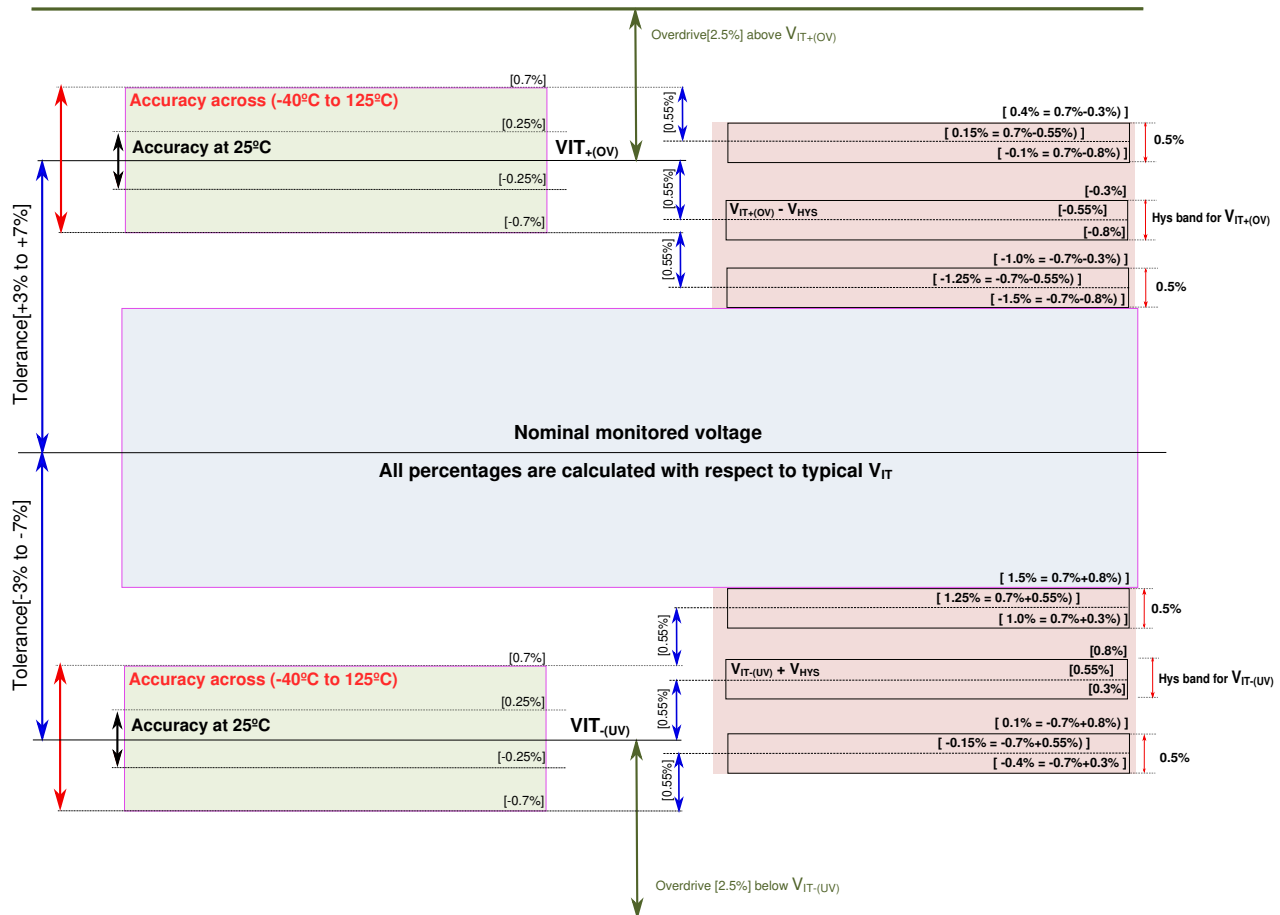 Overdrive[2.5%] above VIT+(OV)
[0.7%]
Accuracy across (-40ºC to 125ºC)
[0.25%]
Accuracy at 25ºC
VIT+(OV)
[-0.25%]
[-0.7%]
[0.55%]
[0.55%]
[0.55%]
[ 0.4% = 0.7%-0.3%) ]
[ 0.15% = 0.7%-0.55%) ]
[ -0.1% = 0.7%-0.8%) ]
0.5%
[-0.3%]
VIT+(OV) - VHYS
[-0.55%]
[-0.8%]
Hys band for VIT+(OV)
[ -1.0% = -0.7%-0.3%) ]
[ -1.25% = -0.7%-0.55%) ]
[ -1.5% = -0.7%-0.8%) ]
0.5%
Tolerance[+3% to +7%]
Nominal monitored voltage
All percentages are calculated with respect to typical VIT
Tolerance[-3% to -7%]
[ 1.5% = 0.7%+0.8%) ]
[ 1.25% = 0.7%+0.55%) ]
[ 1.0% = 0.7%+0.3%) ]
0.5%
[0.8%]
VIT-(UV) + VHYS
[0.55%]
[0.3%]
Hys band for VIT-(UV)
[ 0.1% = -0.7%+0.8%) ]
[ -0.15% = -0.7%+0.55%) ]
[ -0.4% = -0.7%+0.3% ]
0.5%
[0.55%]
[0.55%]
[0.55%]
[0.7%]
Accuracy across (-40ºC to 125ºC)
[0.25%]
Accuracy at 25ºC
VIT-(UV)
[-0.25%]
[-0.7%]
Overdrive [2.5%] below VIT-(UV)